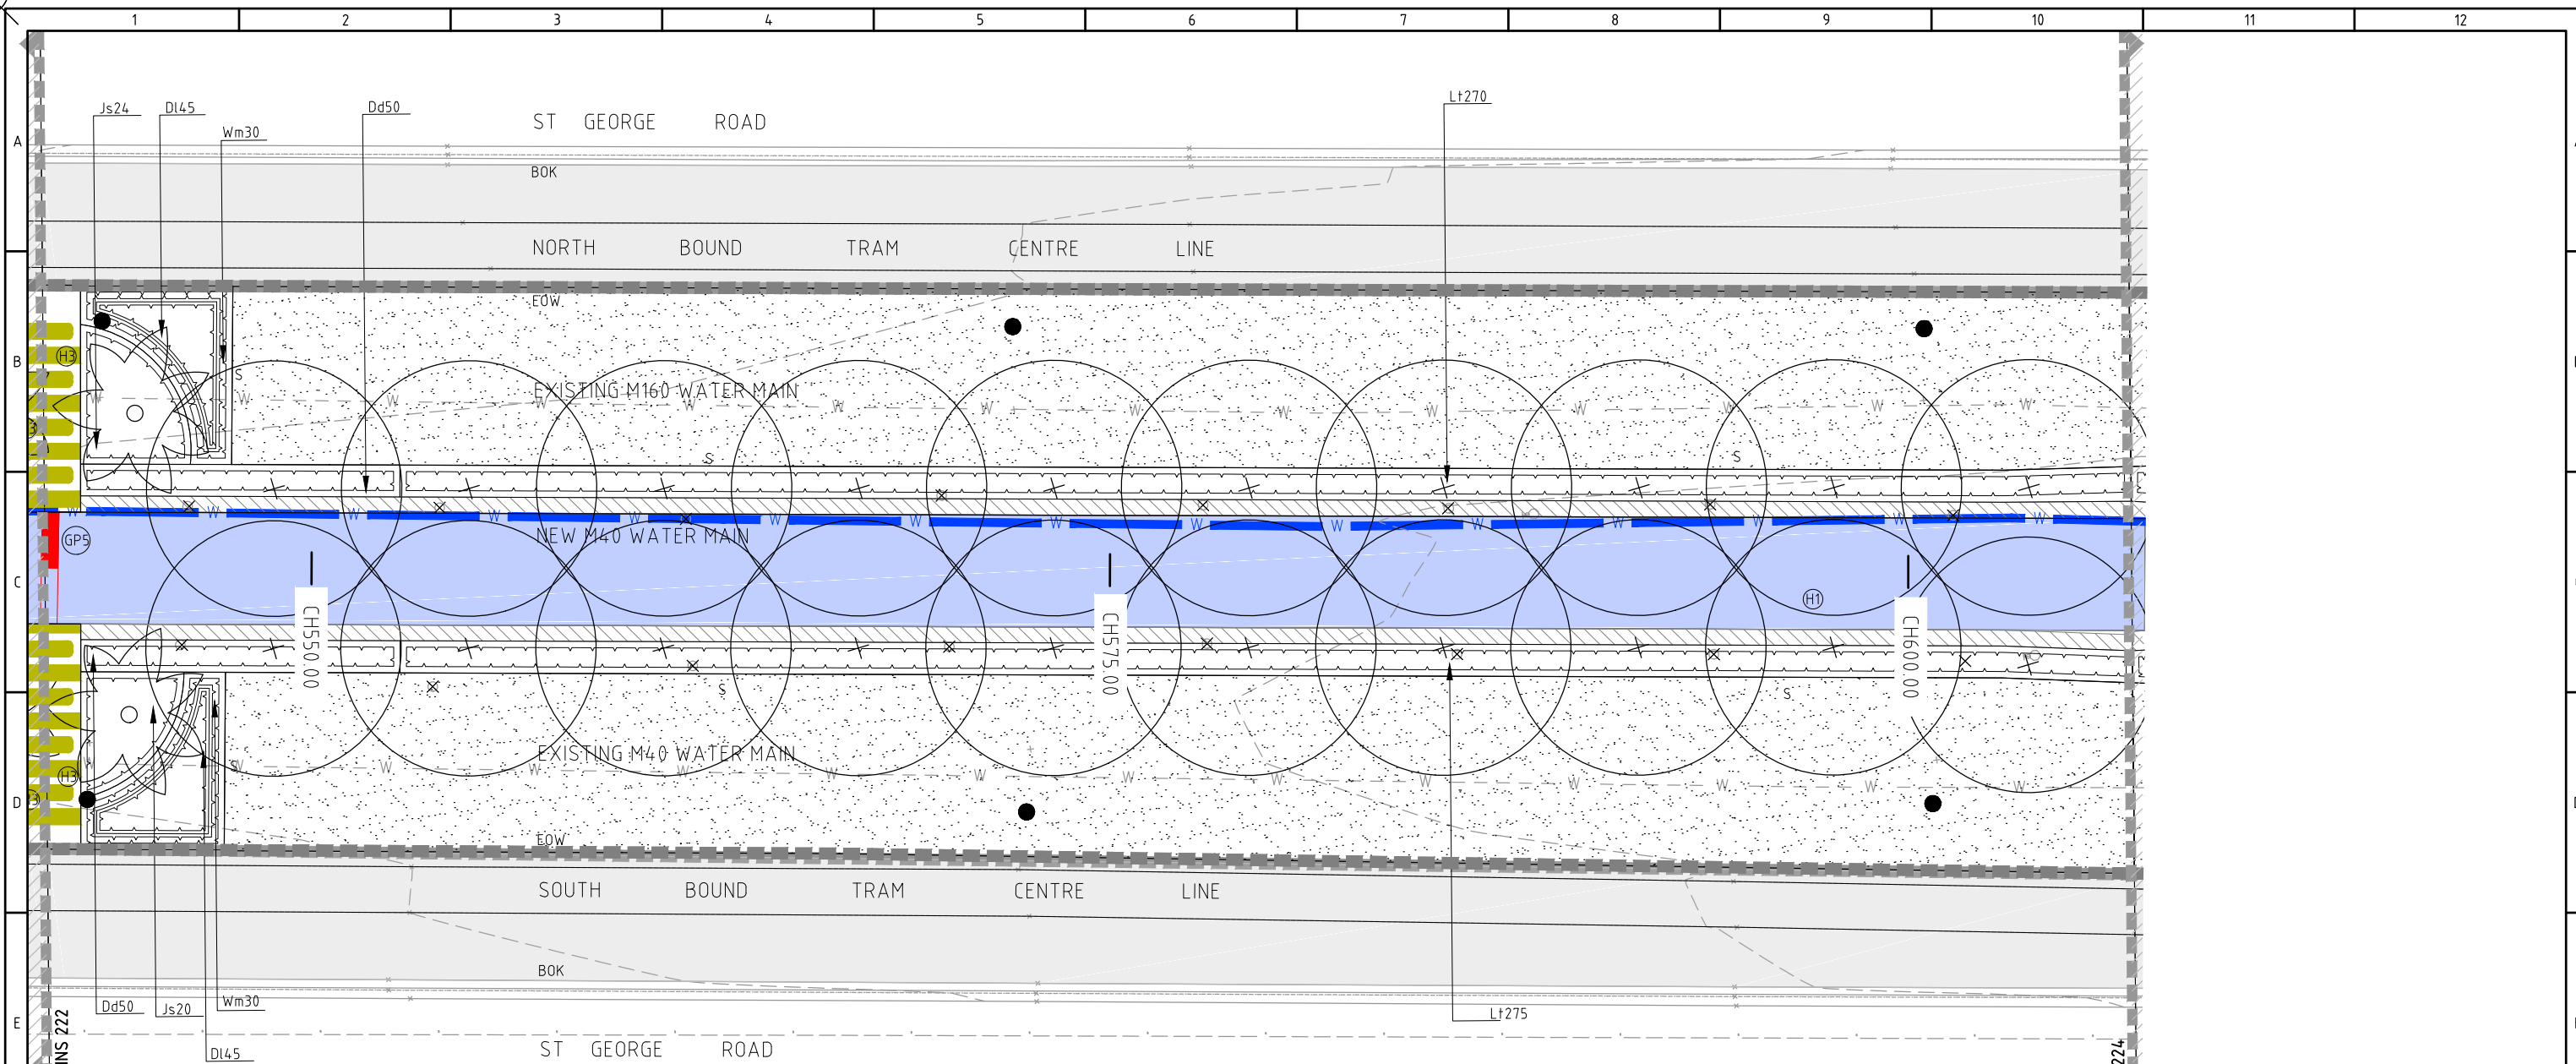 1 2 3 4 5 6 7 8 9 10 11 12
Lt270
Js24 Dl45 Dd50
ST GEORGE ROAD
Wm30
A
BOK
NORTH BOUND TRAM CENTRE LINE
EOW
H3
B
S
EXISTING M160 WATER MAIN
W W W W W W W W W W W W W W
S S
W W W W W W W W W W W W W W W
GP5
NEW M40 WATER MAIN
C
H1
CH550.00 CH575.00 CH600.00
S S
EXISTING M40 WATER MAIN
S
W W W W W W W W W W W W W W
H3
D
EOW
SOUTH BOUND TRAM CENTRE LINE
BOK
Dd50 Js20 Wm30
Lt275
E
INS 222
ST GEORGE ROAD
Dl45
224